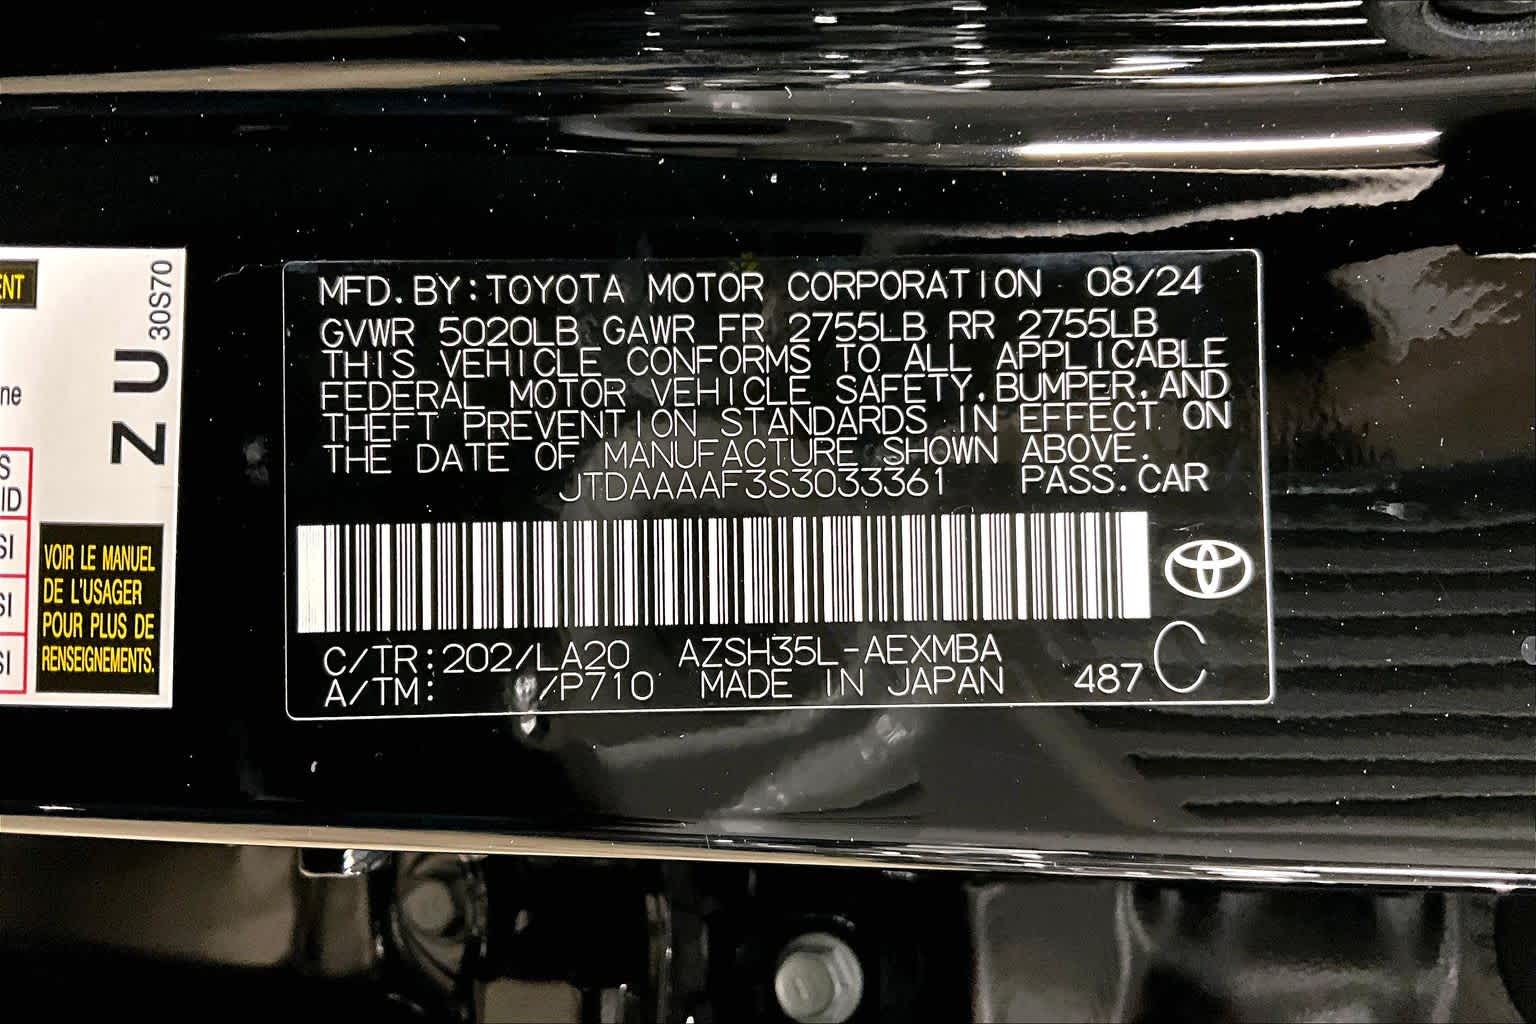 ENT
ne
S
ID
SI
SI
SI
ZU
30S70
VOIR LE MANUEL
DE L'USAGER
POUR PLUS DE
RENSEIGNEMENTS.
MFD. BY: TOYOTA MOTOR CORPORATION 08/24
GVWR 5020LB GAWR FR 2755LB RR 2755LB
THIS VEHICLE CONFORMS TO ALL APPLICABLE
FEDERAL MOTOR VEHICLE SAFETY, BUMPER, AND
THEFT PREVENTION STANDARDS IN EFFECT ON
THE DATE OF MANUFACTURE SHOWN ABOVE.
JTDAAAAF3S3033361 PASS. CAR
C/TR: 202/LA20 AZSH35L-AEXMBA
A/TM: /P710 MADE IN JAPAN 487 C